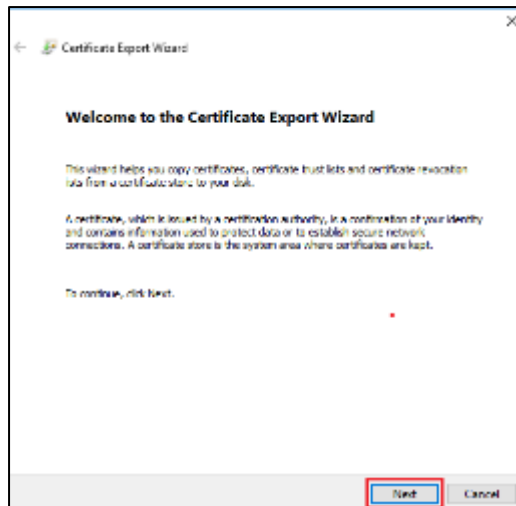 Certificate Export Wizard
Welcome to the Certificate Export Wizard
This wizard helps you copy certificates, certificate trust lists and certificate revocation
lists from a certificate store to your disk.
A certificate, which is issued by a certification authority, is a confirmation of your identity
and contains information used to protect data or to establish secure network
connections. A certificate store is the system area where certificates are kept.
To continue, click Next.
Next
Cancel